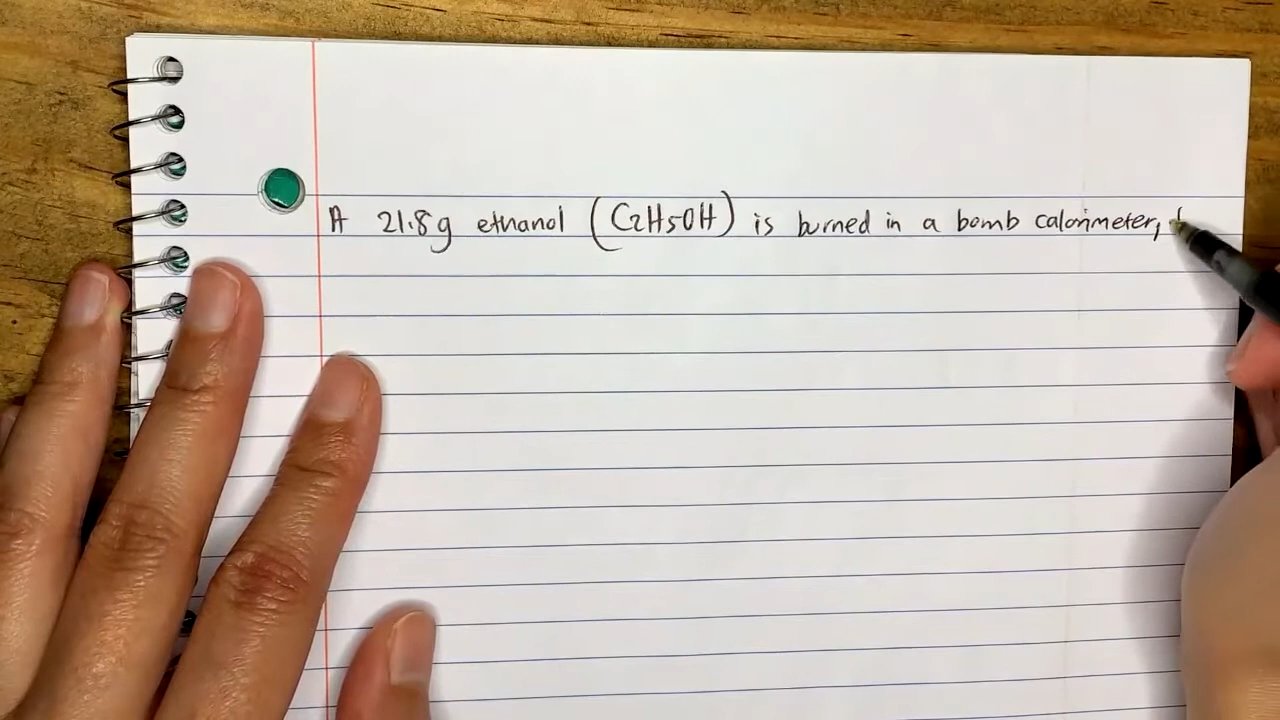 A 21.8g ethanol (C2H5OH) is burned in a bomb calorimeter,